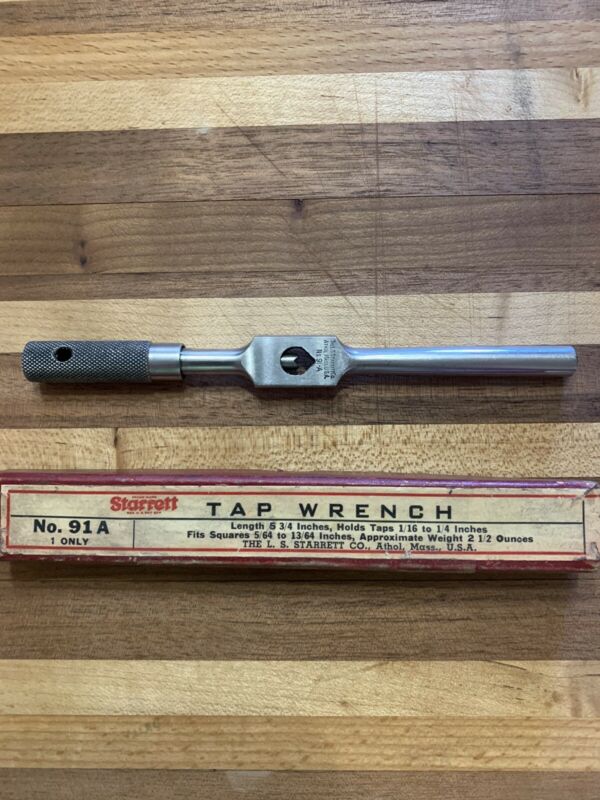 No. 91-A
Starrett
No. 91A
1 ONLY
TAP WRENCH
Length 5 3/4 Inches, Holds Taps 1/16 to 1/4 Inches
Fits Squares 5/64 to 13/64 Inches, Approximate Weight 2 1/2 Ounces
THE L. S. STARRETT CO., Athol, Mass., U.S.A.